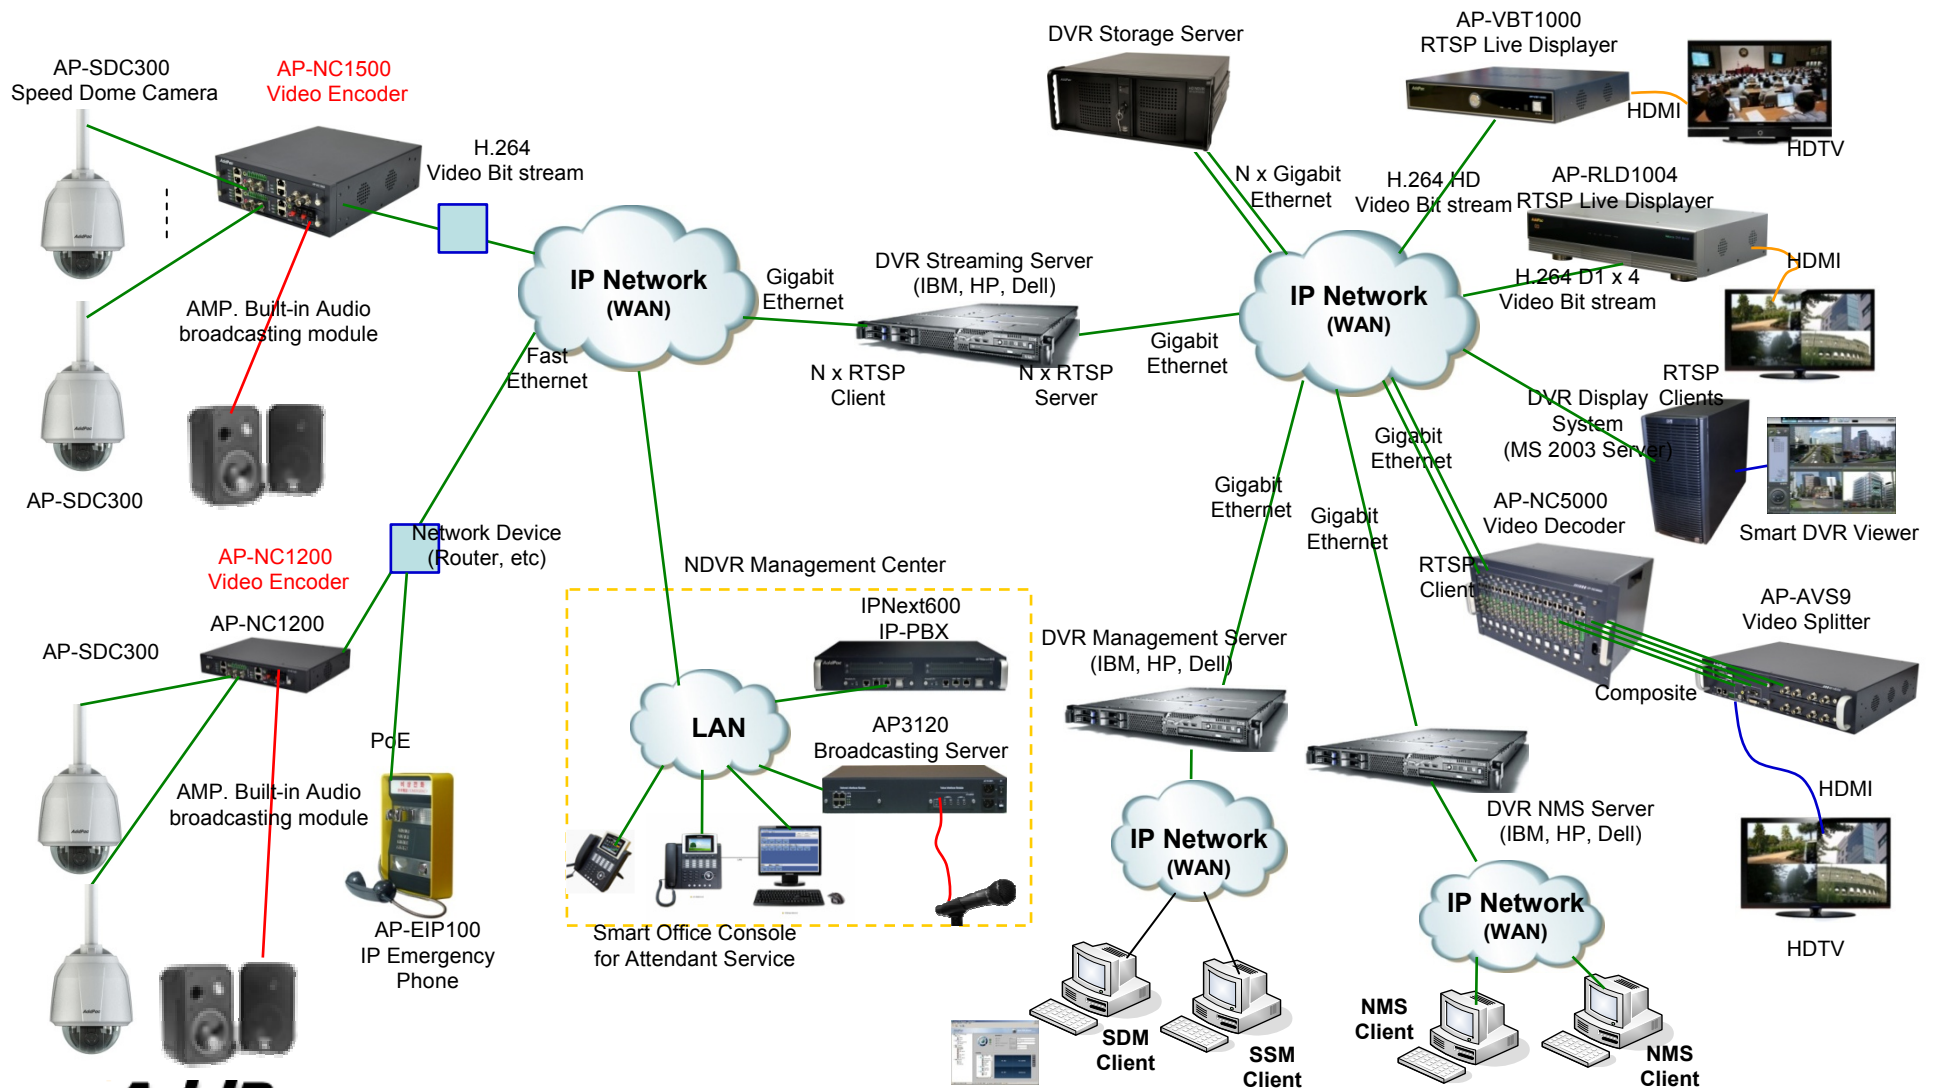 AP-SDC300
Speed Dome Camera
AP-NC1500
Video Encoder
H.264
Video Bit stream
AMP. Built-in Audio
broadcasting module
AP-SDC300
IP Network
(WAN)
Gigabit
Ethernet
DVR Streaming Server
(IBM, HP, Dell)
N x RTSP
Client
N x RTSP
Server
Gigabit
Ethernet
Fast
Ethernet
DVR Storage Server
N x Gigabit
Ethernet
IP Network
(WAN)
AP-VBT1000
RTSP Live Displayer
HDMI
HDTV
H.264 HD
Video Bit stream
AP-RLD1004
RTSP Live Displayer
HDMI
H.264 D1 x 4
Video Bit stream
RTSP
Clients
DVR Display
System
(MS 2003 Server)
Smart DVR Viewer
Gigabit
Ethernet
Gigabit
Ethernet
Gigabit
Ethernet
AP-NC5000
Video Decoder
RTSP
Client
AP-AVS9
Video Splitter
Composite
HDMI
HDTV
Network Device
(Router, etc)
AP-NC1200
Video Encoder
AP-NC1200
AP-SDC300
PoE
AMP. Built-in Audio
broadcasting module
AP-EIP100
IP Emergency
Phone
NDVR Management Center
IPNext600
IP-PBX
LAN
AP3120
Broadcasting Server
Smart Office Console
for Attendant Service
DVR Management Server
(IBM, HP, Dell)
IP Network
(WAN)
SDM
Client
SSM
Client
DVR NMS Server
(IBM, HP, Dell)
IP Network
(WAN)
NMS
Client
NMS
Client